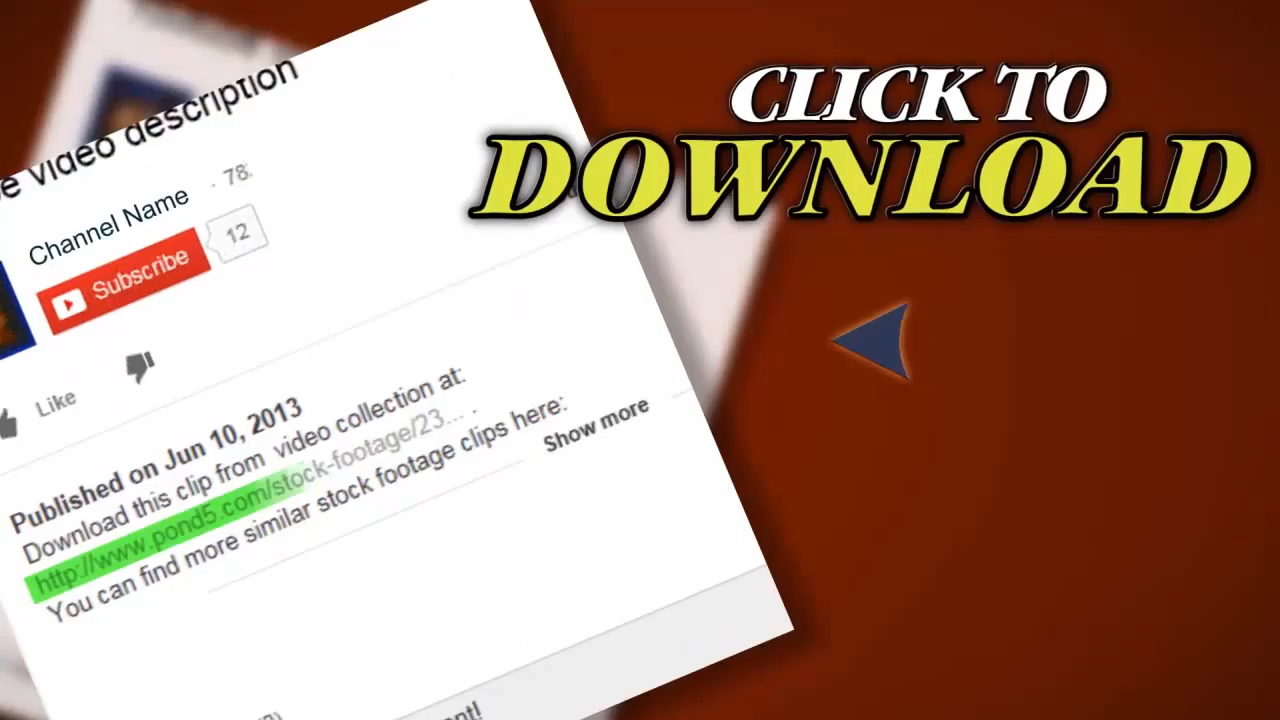 CLICK TO
DOWNLOAD
video description
Channel Name · 78
Subscribe 12
Like
Published on Jun 10, 2013
Download this clip from video collection at:
http://www.pond5.com/stock-footage/23... .
You can find more similar stock footage clips here:
Show more